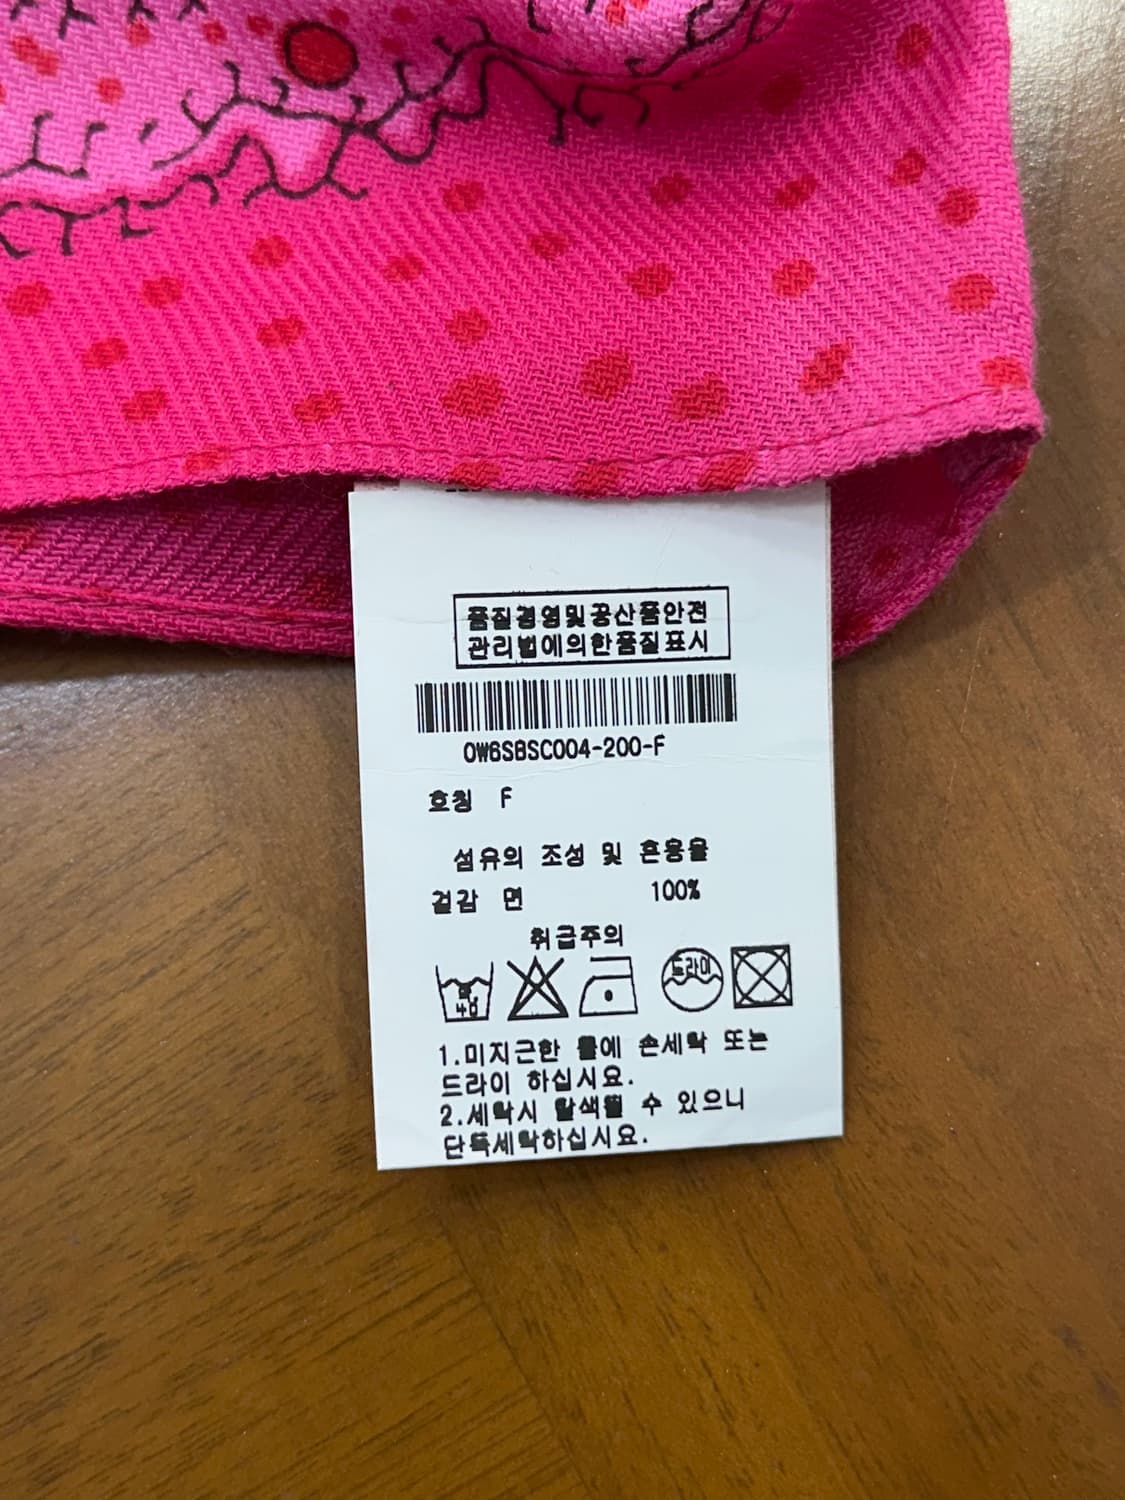 품질경영및공산품안전
관리법에의한품질표시
OW6SBSC004-200-F
호칭 F
섬유의 조성 및 혼용율
겉감 면 100%
취급주의
약 40
드라이
1.미지근한 물에 손세탁 또는
드라이 하십시요.
2.세탁시 탈색될 수 있으니
단독세탁하십시요.